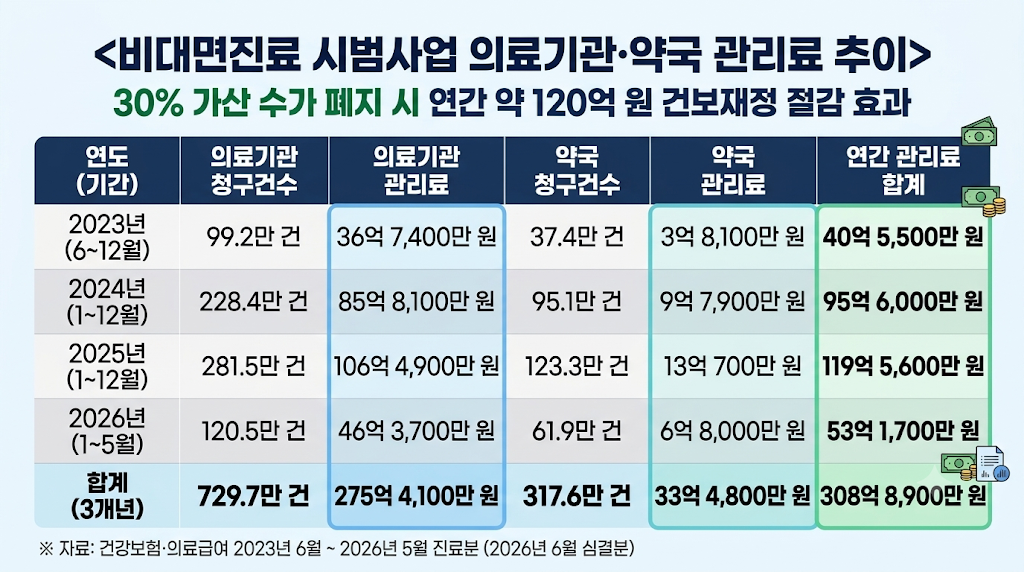 <비대면진료 시범사업 의료기관·약국 관리료 추이>
30% 가산 수가 폐지 시 연간 약 120억 원 건보재정 절감 효과
연도 (기간) 의료기관 청구건수 의료기관 관리료 약국 청구건수 약국 관리료 연간 관리료 합계
2023년 (6~12월) 99.2만 건 36억 7,400만 원 37.4만 건 3억 8,100만 원 40억 5,500만 원
2024년 (1~12월) 228.4만 건 85억 8,100만 원 95.1만 건 9억 7,900만 원 95억 6,000만 원
2025년 (1~12월) 281.5만 건 106억 4,900만 원 123.3만 건 13억 700만 원 119억 5,600만 원
2026년 (1~5월) 120.5만 건 46억 3,700만 원 61.9만 건 6억 8,000만 원 53억 1,700만 원
합계 (3개년) 729.7만 건 275억 4,100만 원 317.6만 건 33억 4,800만 원 308억 8,900만 원
※ 자료: 건강보험·의료급여 2023년 6월 ~ 2026년 5월 진료분 (2026년 6월 심결분)